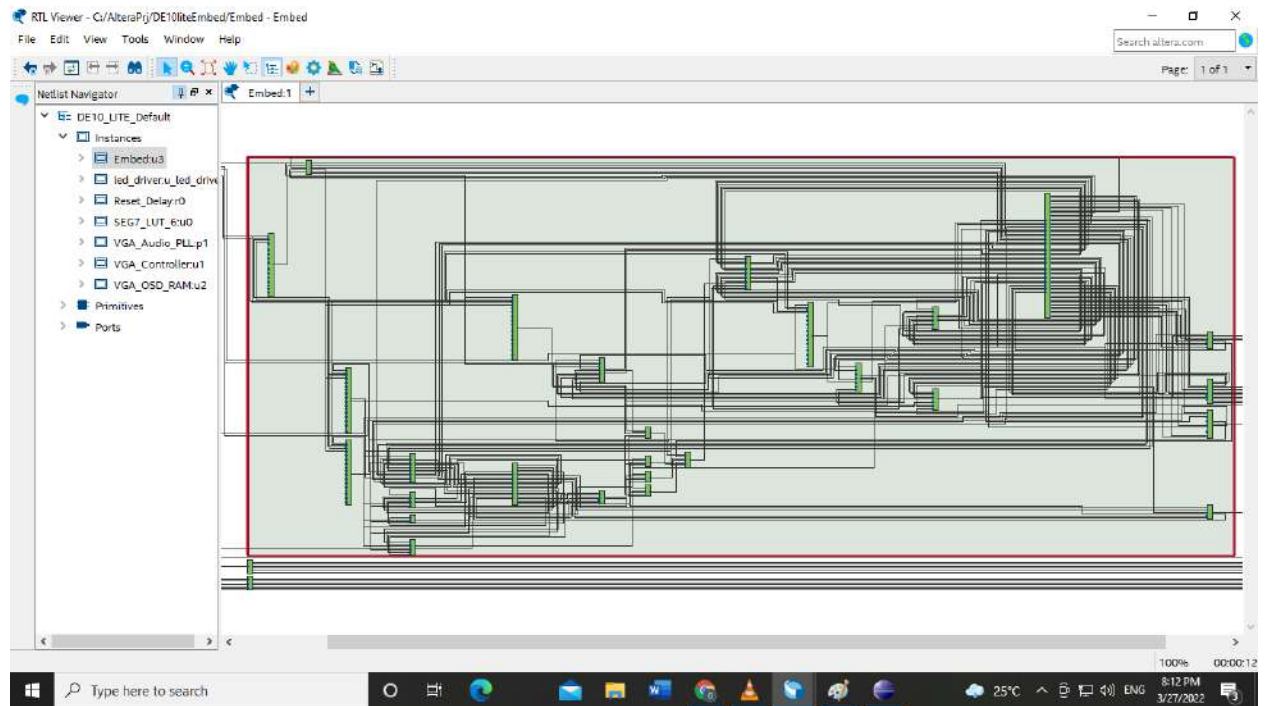 RTL Viewer - C:/AlteraPrj/DE10liteEmbed/Embed - Embed
File Edit View Tools Window Help
Search altera.com
Page: 1 of 1
Netlist Navigator
Embed:1
DE10_LITE_Default
Instances
Embed:u3
led_driver:u_led_drive
Reset_Delay:r0
SEG7_LUT_6:u0
VGA_Audio_PLL:p1
VGA_Controller:u1
VGA_OSD_RAM:u2
Primitives
Ports
100% 00:00:12
Type here to search
25°C ENG 8:12 PM
3/27/2022